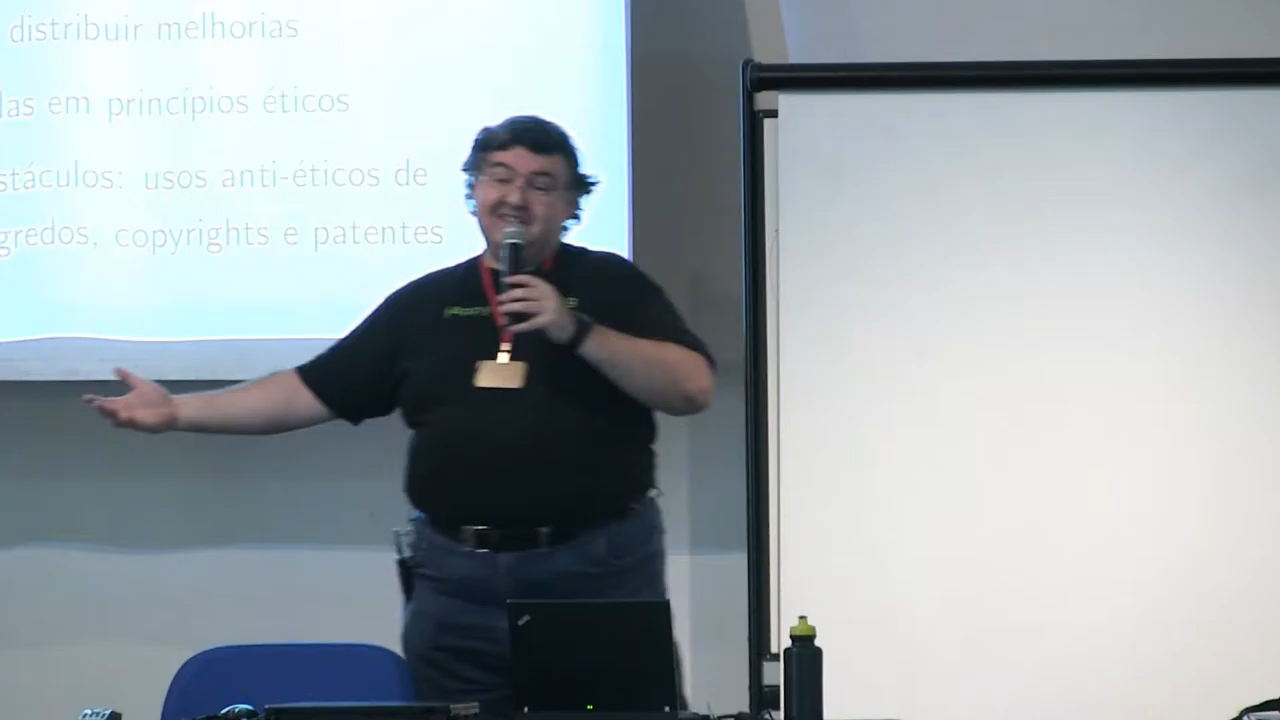 distribuir melhorias
las em princípios éticos
stáculos: usos anti-éticos de
gredos, copyrights e patentes